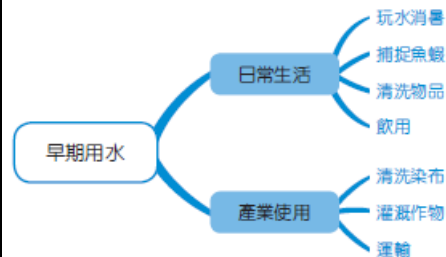 早期用水
日常生活
玩水消暑
捕捉魚蝦
清洗物品
飲用
產業使用
清洗染布
灌溉作物
運輸